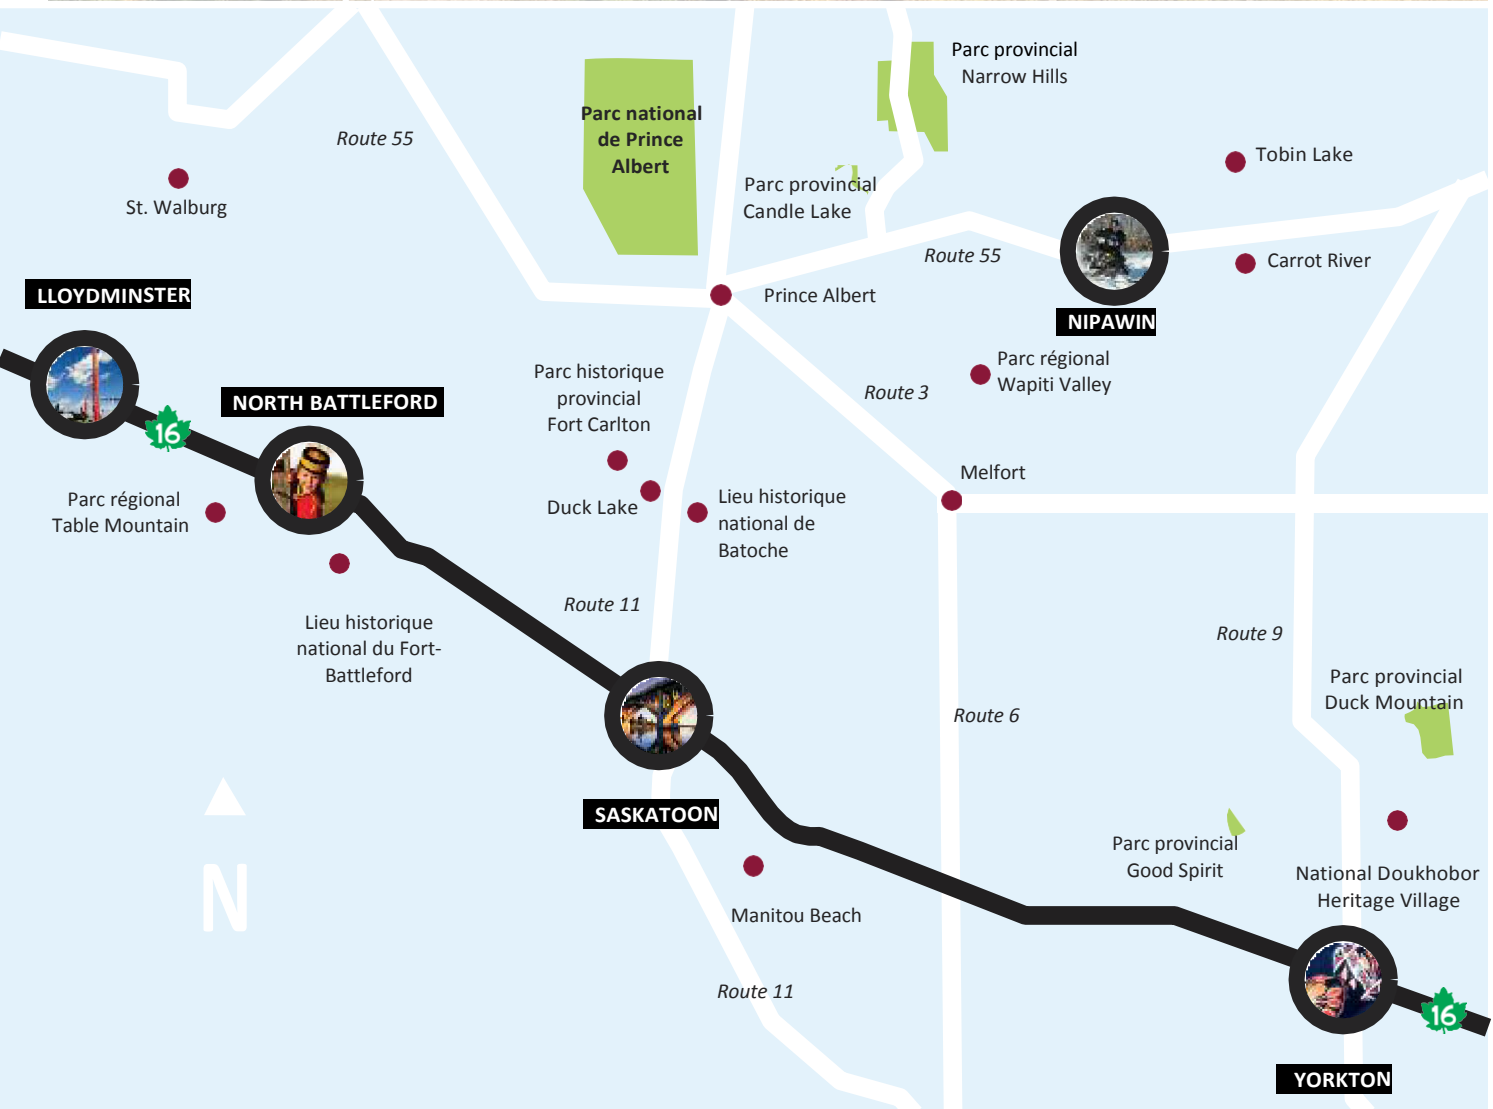 Parc provincial
Narrow Hills
Parc national
de Prince
Albert
Route 55
Tobin Lake
Parc provincial
Candle Lake
St. Walburg
Route 55
Carrot River
LLOYDMINSTER
Prince Albert
NIPAWIN
Parc régional
Wapiti Valley
Parc historique
provincial
Fort Carlton
Route 3
NORTH BATTLEFORD
16
Melfort
Parc régional
Table Mountain
Duck Lake
Lieu historique
national de
Batoche
Route 11
Lieu historique
national du Fort-
Battleford
Route 9
Parc provincial
Duck Mountain
Route 6
SASKATOON
Parc provincial
Good Spirit
National Doukhobor
Heritage Village
N
Manitou Beach
Route 11
16
YORKTON